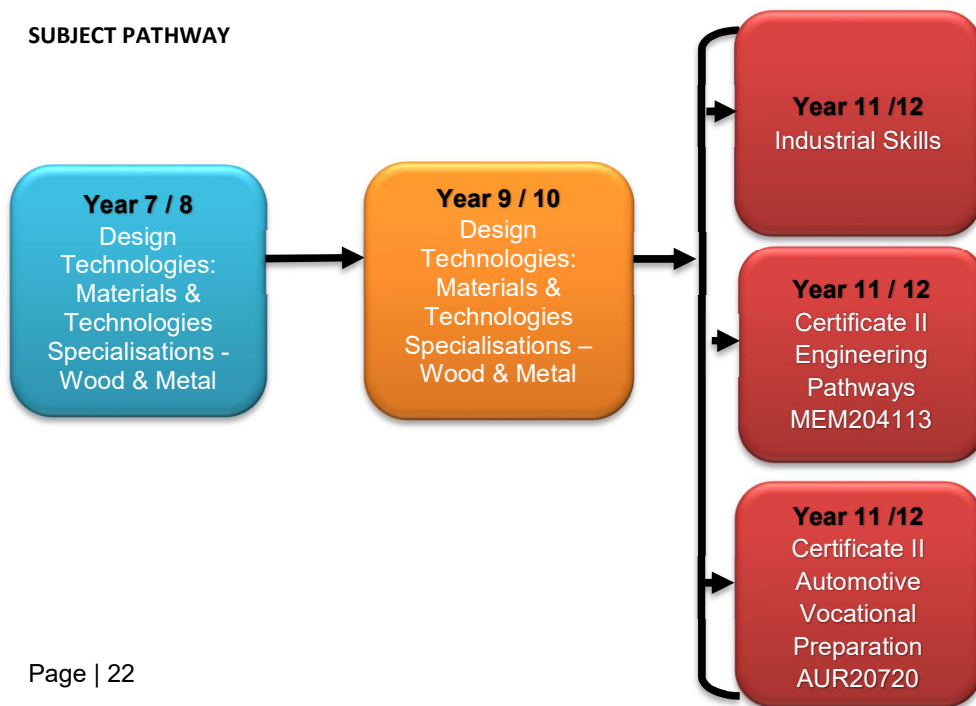 SUBJECT PATHWAY
Year 7 / 8
Design
Technologies:
Materials &
Technologies
Specialisations -
Wood & Metal
Year 9 / 10
Design
Technologies:
Materials &
Technologies
Specialisations –
Wood & Metal
Year 11 /12
Industrial Skills
Year 11 / 12
Certificate II
Engineering
Pathways
MEM204113
Year 11 /12
Certificate II
Automotive
Vocational
Preparation
AUR20720
Page | 22